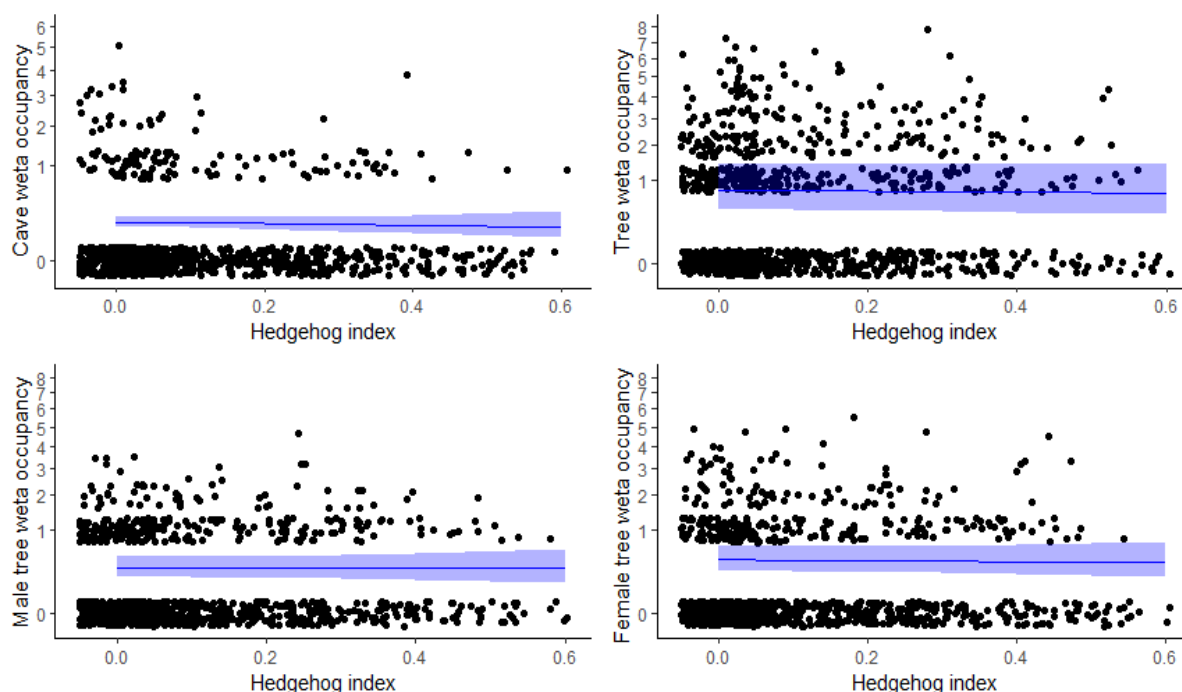 Cave weta occupancy
6
5
4
3
2
1
0
0.0 0.2 0.4 0.6
Hedgehog index
Tree weta occupancy
8
7
6
5
4
3
2
1
0
0.0 0.2 0.4 0.6
Hedgehog index
Male tree weta occupancy
8
7
6
5
4
3
2
1
0
0.0 0.2 0.4 0.6
Hedgehog index
Female tree weta occupancy
8
7
6
5
4
3
2
1
0
0.0 0.2 0.4 0.6
Hedgehog index